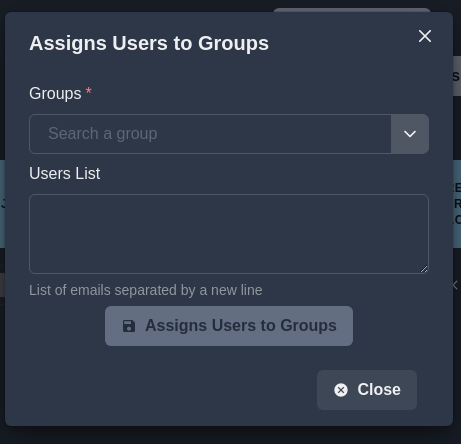 Assigns Users to Groups
Groups *
Search a group
Users List
List of emails separated by a new line
Assigns Users to Groups
Close